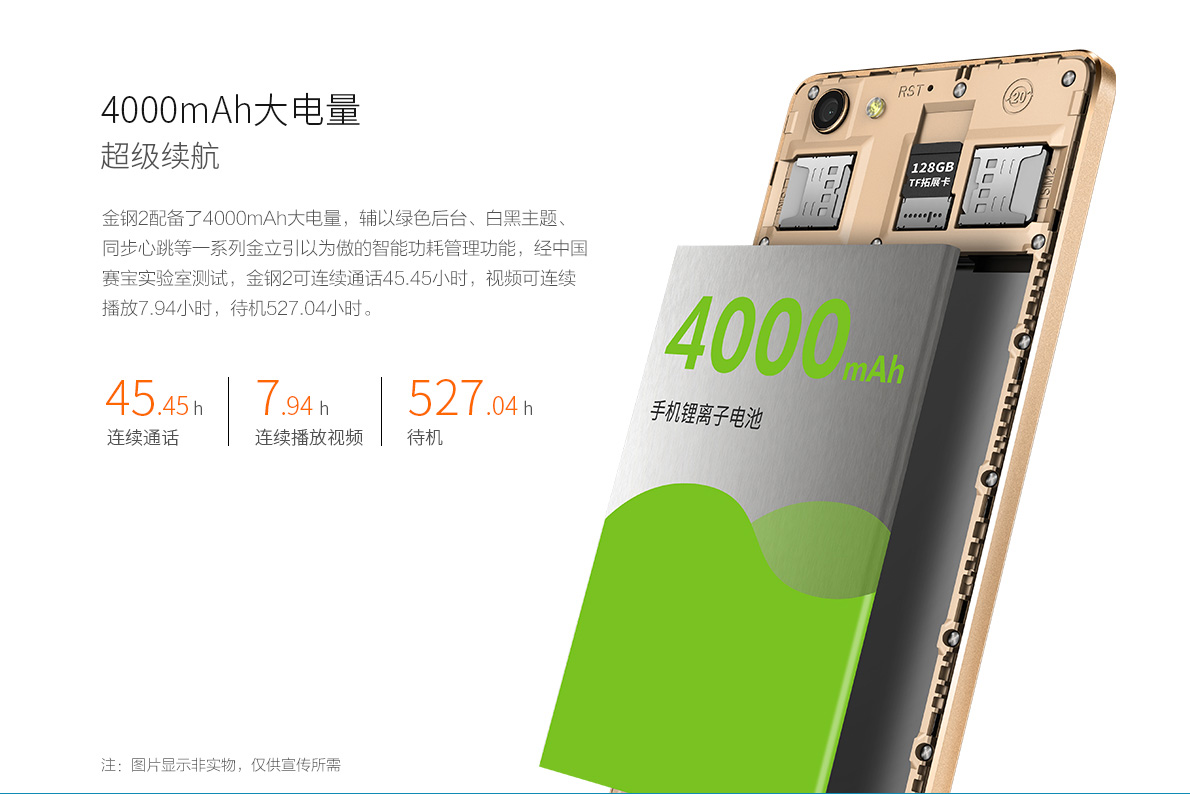 4000mAh大电量
超级续航
金钢2配备了4000mAh大电量，辅以绿色后台、白黑主题、
同步心跳等一系列金立引以为傲的智能功耗管理功能，经中国
赛宝实验室测试，金钢2可连续通话45.45小时，视频可连续
播放7.94小时，待机527.04小时。
45.45 h
连续通话
7.94 h
连续播放视频
527.04 h
待机
注：图片显示非实物，仅供宣传所需
RST
20
128GB
TF拓展卡
4000mAh
手机锂离子电池